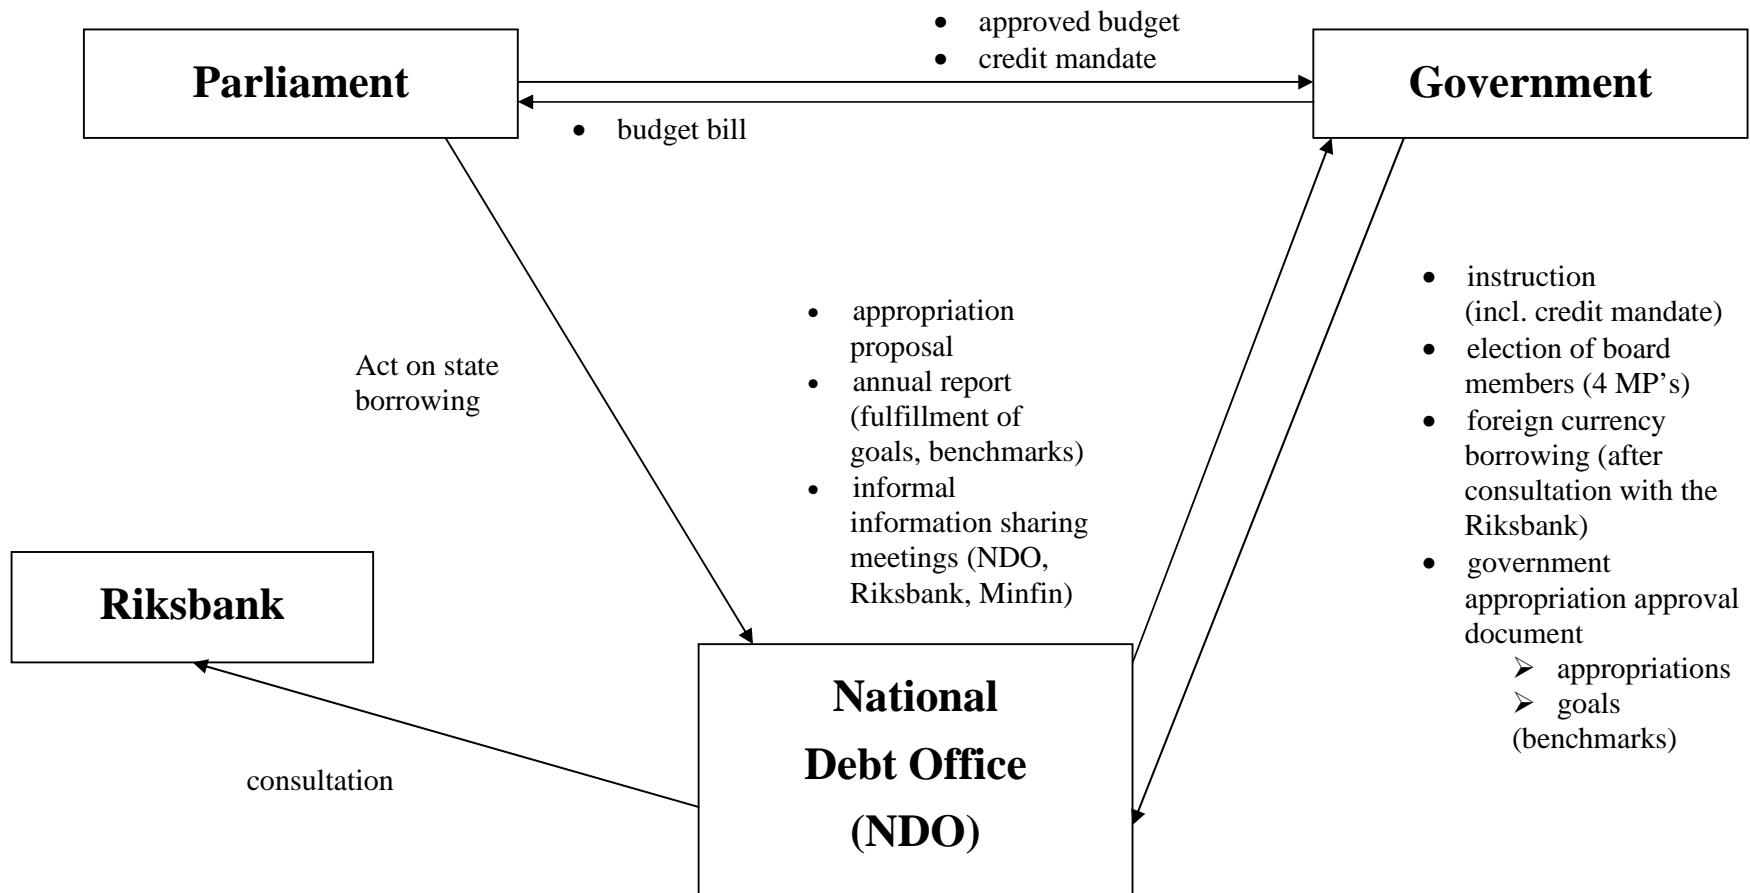 • approved budget
• credit mandate
Parliament
Government
• budget bill
Act on state
borrowing
• appropriation
proposal
• annual report
(fulfillment of
goals, benchmarks)
• informal
information sharing
meetings (NDO,
Riksbank, Minfin)
• instruction
(incl. credit mandate)
• election of board
members (4 MP’s)
• foreign currency
borrowing (after
consultation with the
Riksbank)
• government
appropriation approval
document
➢ appropriations
➢ goals
(benchmarks)
Riksbank
consultation
National
Debt Office
(NDO)